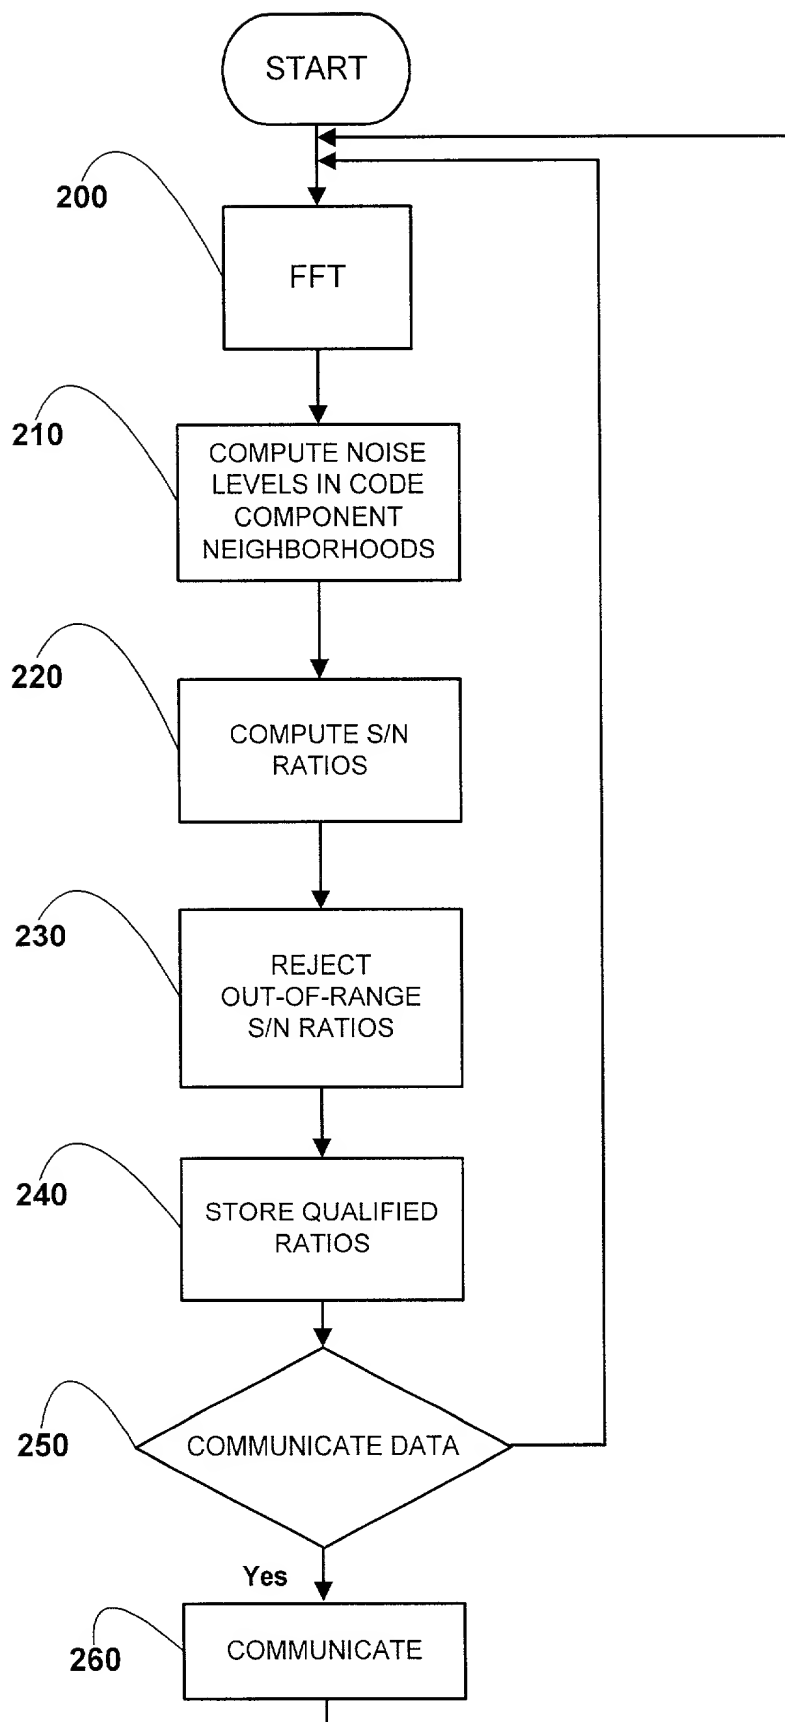 START
200
FFT
210
COMPUTE NOISE
LEVELS IN CODE
COMPONENT
NEIGHBORHOODS
220
COMPUTE S/N
RATIOS
230
REJECT
OUT-OF-RANGE
S/N RATIOS
240
STORE QUALIFIED
RATIOS
250
COMMUNICATE DATA
Yes
260
COMMUNICATE